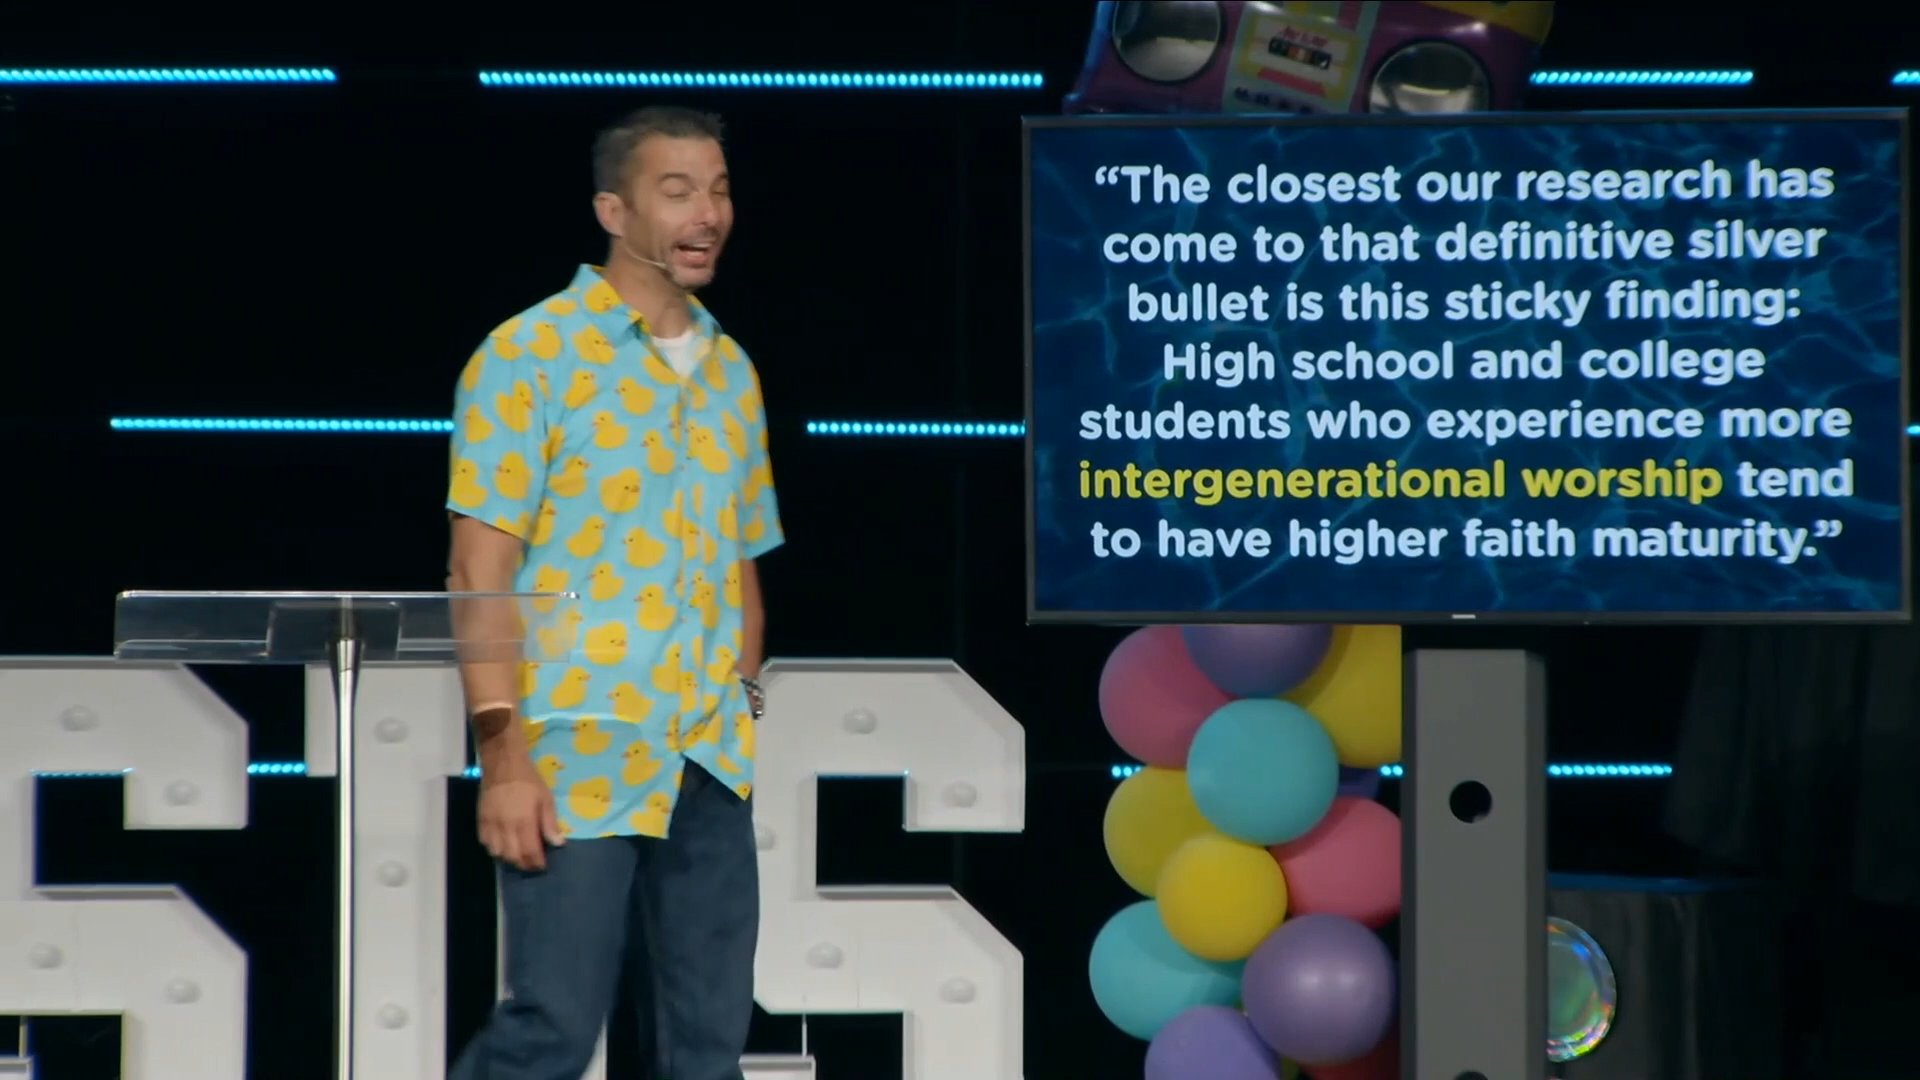 “The closest our research has
come to that definitive silver
bullet is this sticky finding:
High school and college
students who experience more
intergenerational worship tend
to have higher faith maturity.”